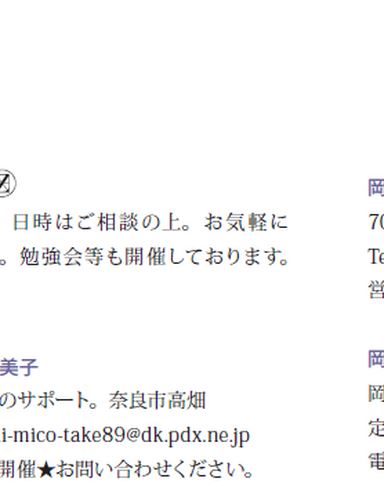 日時はご相談の上。お気軽に
。勉強会等も開催しております。
美子
のサポート。奈良市高畑
i-mico-take89@dk.pdx.ne.jp
開催★お問い合わせください。
岡
70
Te
営
岡
岡
定
電